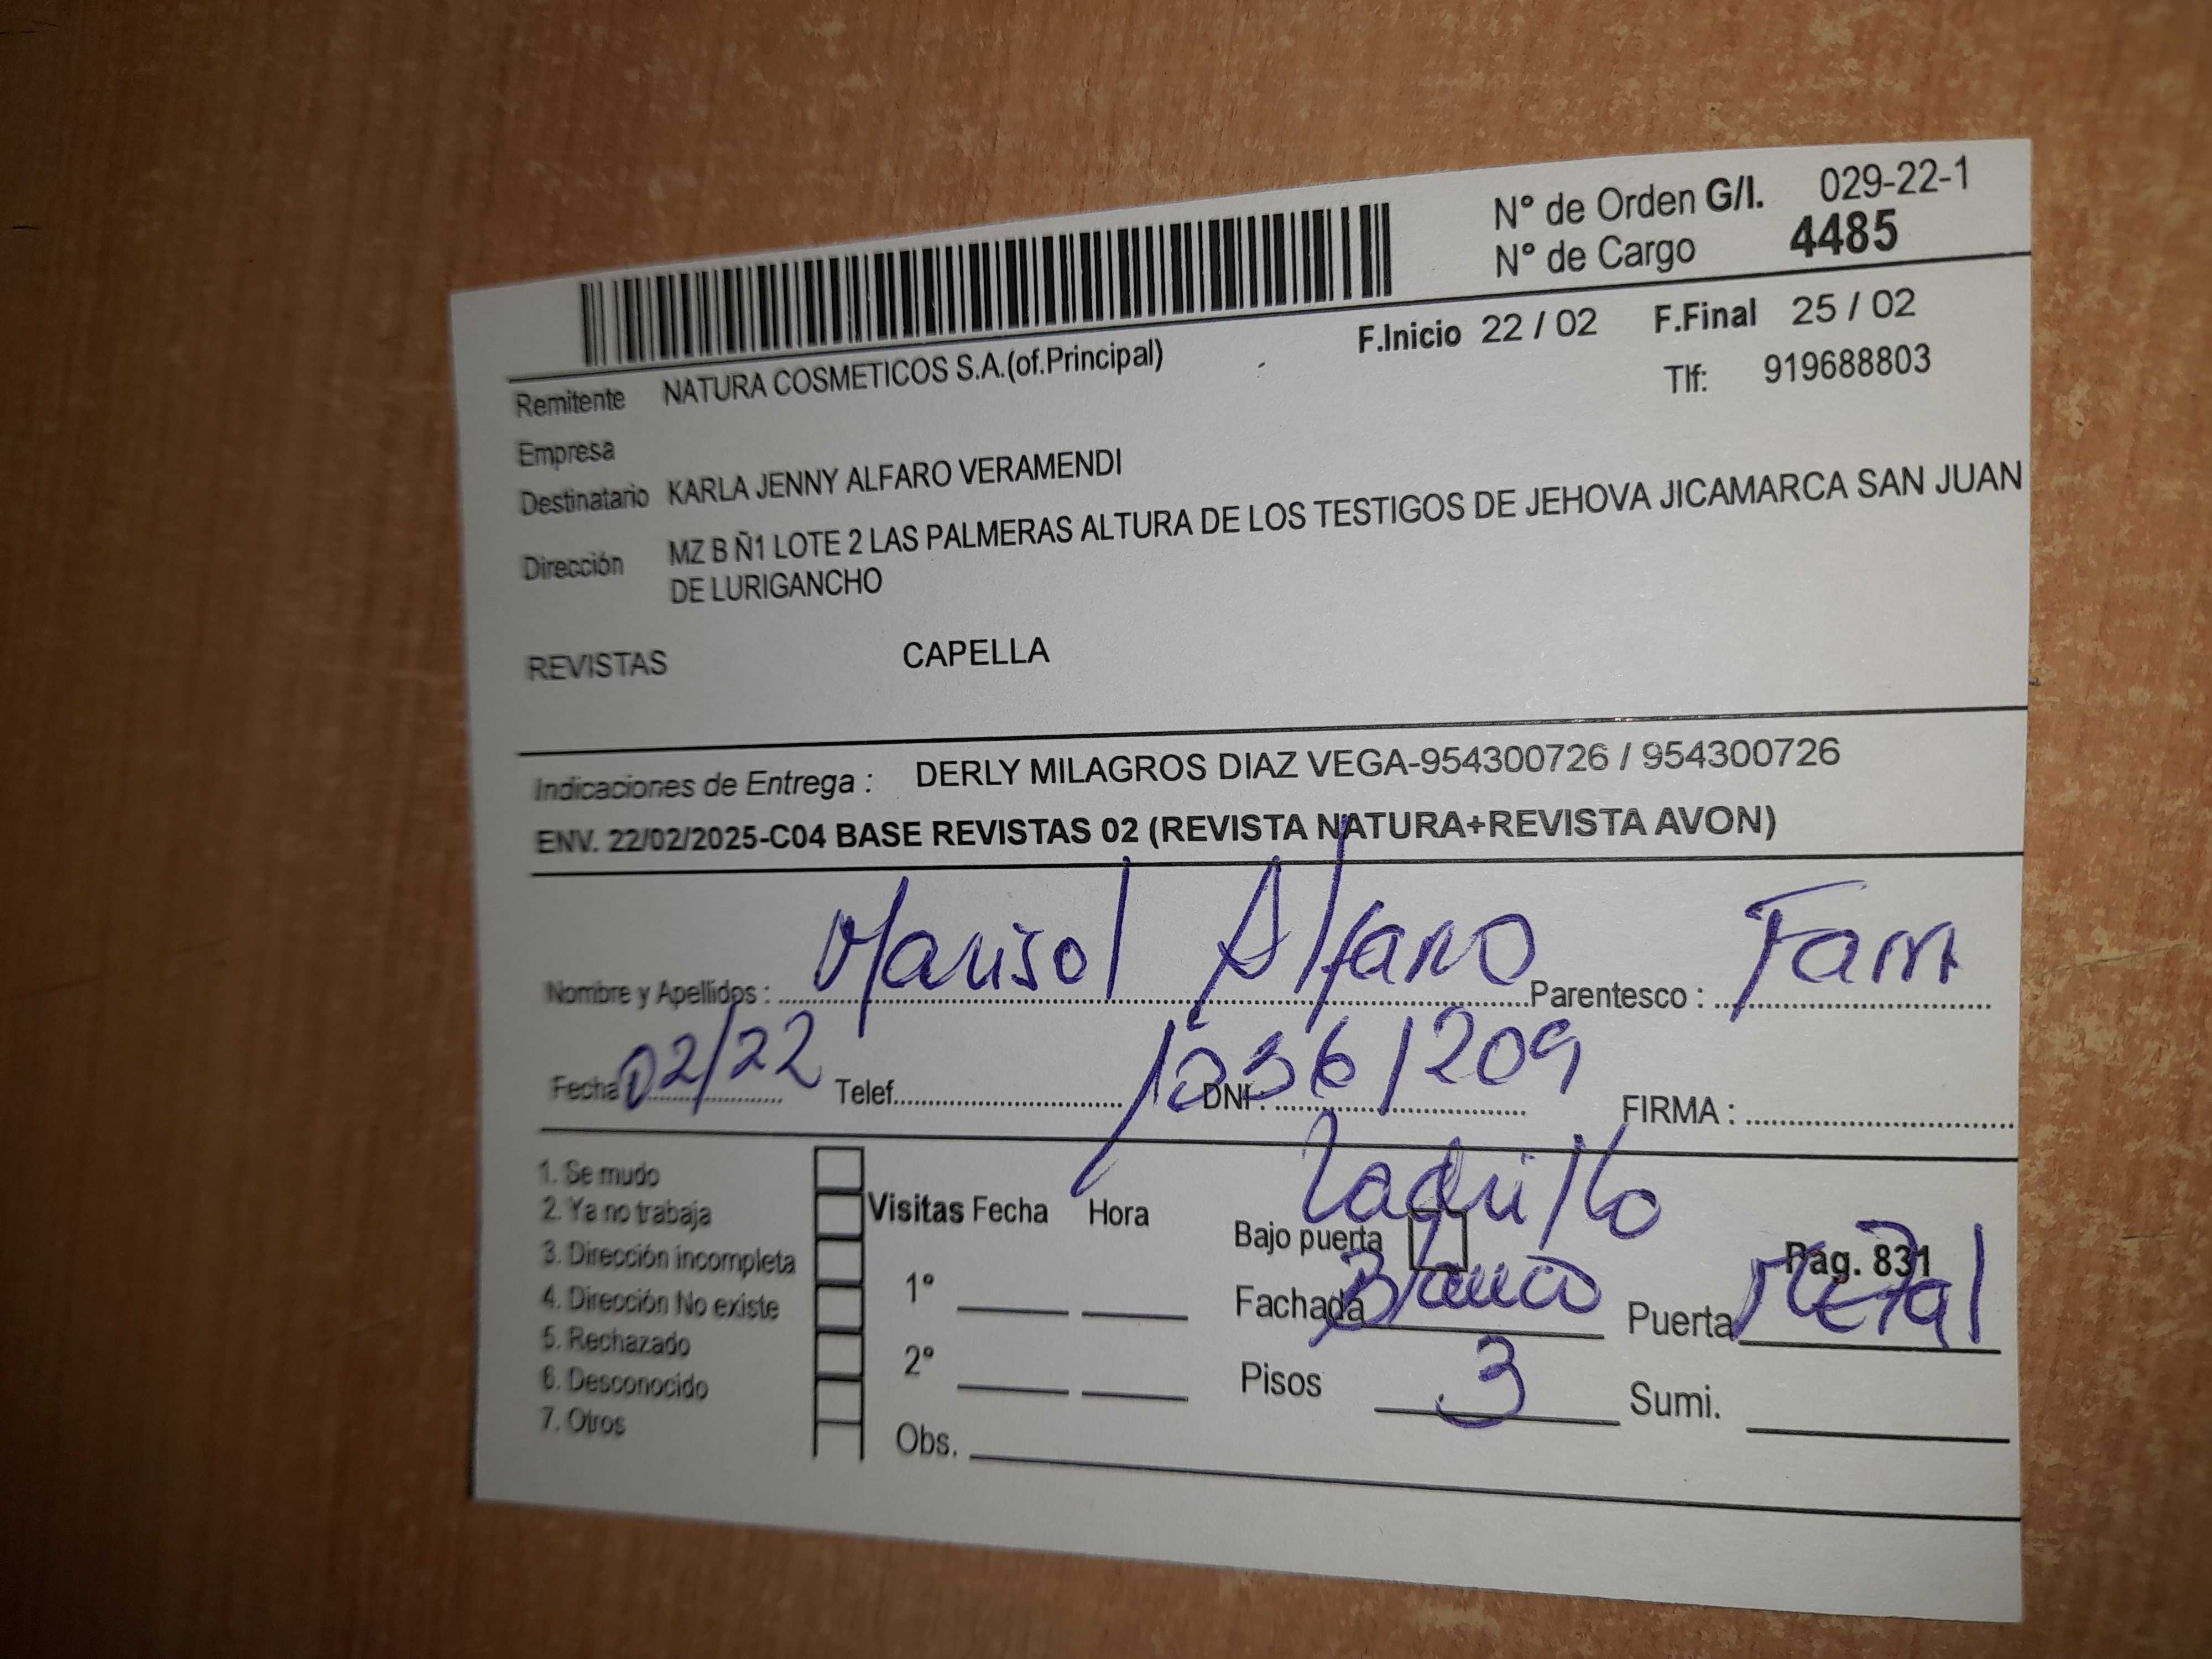 N° de Orden G/I. 029-22-1
N° de Cargo 4485
F.Inicio 22 / 02 F.Final 25 / 02
Remitente NATURA COSMETICOS S.A.(of.Principal) Tlf: 919688803
Empresa
Destinatario KARLA JENNY ALFARO VERAMENDI
Dirección MZ B Ñ1 LOTE 2 LAS PALMERAS ALTURA DE LOS TESTIGOS DE JEHOVA JICAMARCA SAN JUAN
DE LURIGANCHO
REVISTAS CAPELLA
Indicaciones de Entrega : DERLY MILAGROS DIAZ VEGA-954300726 / 954300726
ENV. 22/02/2025-C04 BASE REVISTAS 02 (REVISTA NATURA+REVISTA AVON)
Nombre y Apellidos : Marisol Alfaro Parentesco : Fam
Fecha 02/22 Telef. DNI : FIRMA :
1. Se mudo
2. Ya no trabaja
3. Dirección incompleta
4. Dirección No existe
5. Rechazado
6. Desconocido
7. Otros
Visitas Fecha Hora
1°
2°
Obs.
Ladrillo
Bajo puerta Pag. 831
Fachada Blanco Puerta Metal
Pisos 3 Sumi.